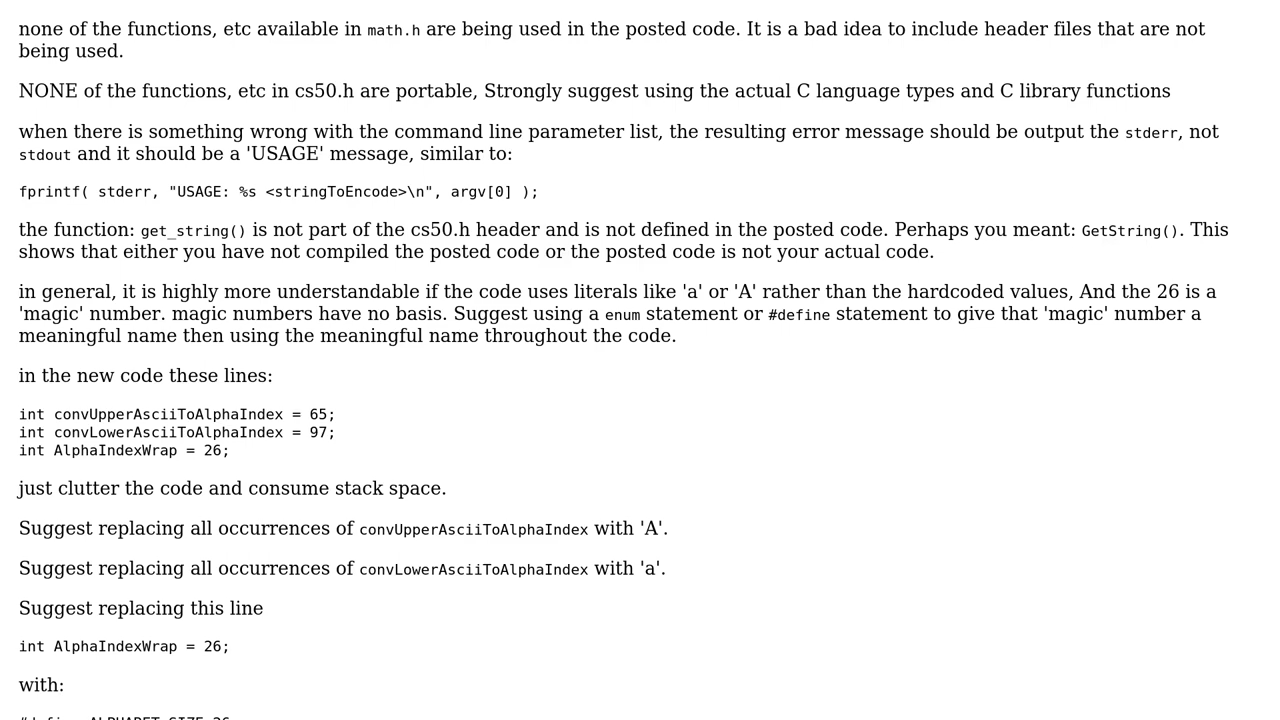 none of the functions, etc available in math.h are being used in the posted code. It is a bad idea to include header files that are not
being used.
NONE of the functions, etc in cs50.h are portable, Strongly suggest using the actual C language types and C library functions
when there is something wrong with the command line parameter list, the resulting error message should be output the stderr, not
stdout and it should be a 'USAGE' message, similar to:
fprintf( stderr, "USAGE: %s <stringToEncode>\n", argv[0] );
the function: get_string() is not part of the cs50.h header and is not defined in the posted code. Perhaps you meant: GetString(). This
shows that either you have not compiled the posted code or the posted code is not your actual code.
in general, it is highly more understandable if the code uses literals like 'a' or 'A' rather than the hardcoded values, And the 26 is a
'magic' number. magic numbers have no basis. Suggest using a enum statement or #define statement to give that 'magic' number a
meaningful name then using the meaningful name throughout the code.
in the new code these lines:
int convUpperAsciiToAlphaIndex = 65;
int convLowerAsciiToAlphaIndex = 97;
int AlphaIndexWrap = 26;
just clutter the code and consume stack space.
Suggest replacing all occurrences of convUpperAsciiToAlphaIndex with 'A'.
Suggest replacing all occurrences of convLowerAsciiToAlphaIndex with 'a'.
Suggest replacing this line
int AlphaIndexWrap = 26;
with:
#define ALPHABET_SIZE 26